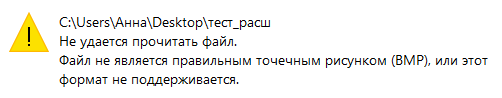 C:\Users\Анна\Desktop\тест_расш
Не удается прочитать файл.
Файл не является правильным точечным рисунком (BMP), или этот
формат не поддерживается.